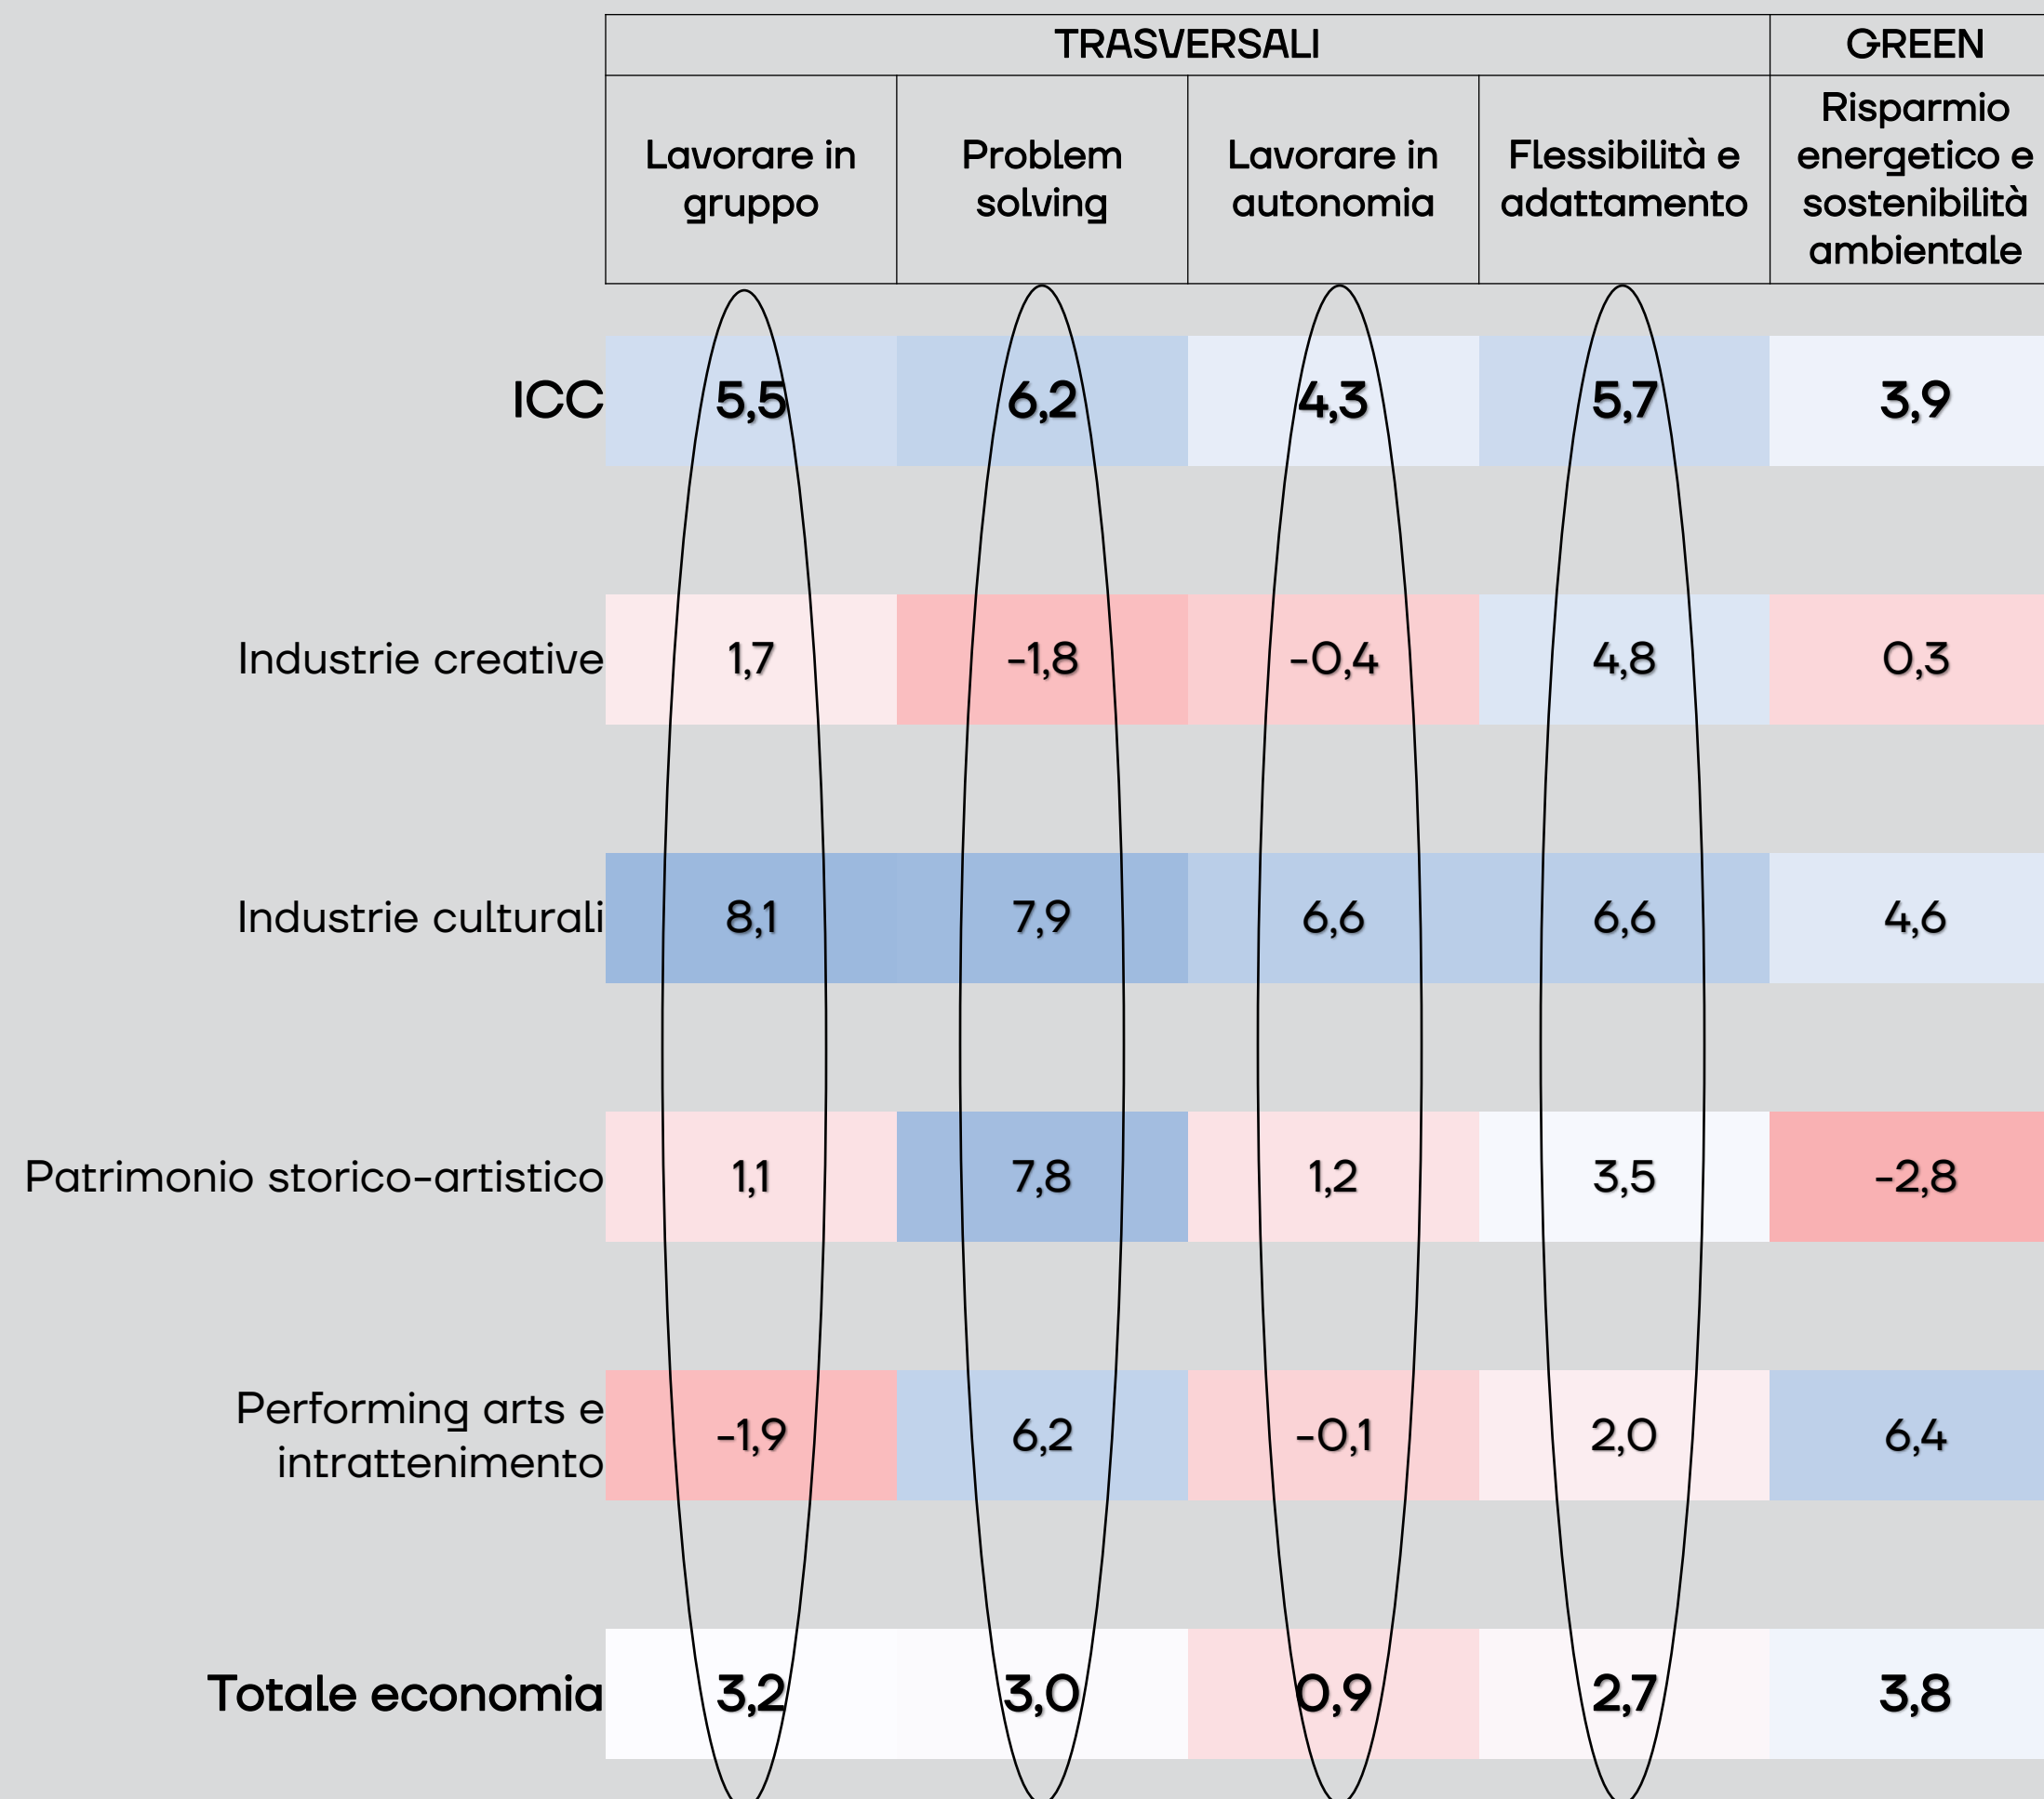 TRASVERSALI GREEN
Lavorare in gruppo Problem solving Lavorare in autonomia Flessibilità e adattamento Risparmio energetico e sostenibilità ambientale
ICC 5,5 6,2 4,3 5,7 3,9
Industrie creative 1,7 -1,8 -0,4 4,8 0,3
Industrie culturali 8,1 7,9 6,6 6,6 4,6
Patrimonio storico-artistico 1,1 7,8 1,2 3,5 -2,8
Performing arts e intrattenimento -1,9 6,2 -0,1 2,0 6,4
Totale economia 3,2 3,0 0,9 2,7 3,8